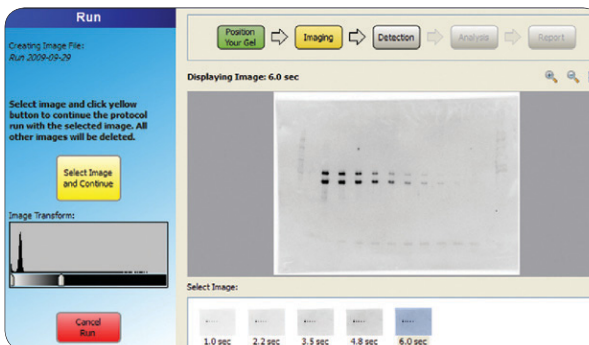 Run
Creating Image File:
Run 2009-09-29
Select image and click yellow
button to continue the protocol
run with the selected image. All
other images will be deleted.
Select Image
and Continue
Image Transform:
Cancel
Run
Position
Your Gel
Imaging
Detection
Analysis
Report
Displaying Image: 6.0 sec
Select Image:
1.0 sec
2.2 sec
3.5 sec
4.8 sec
6.0 sec